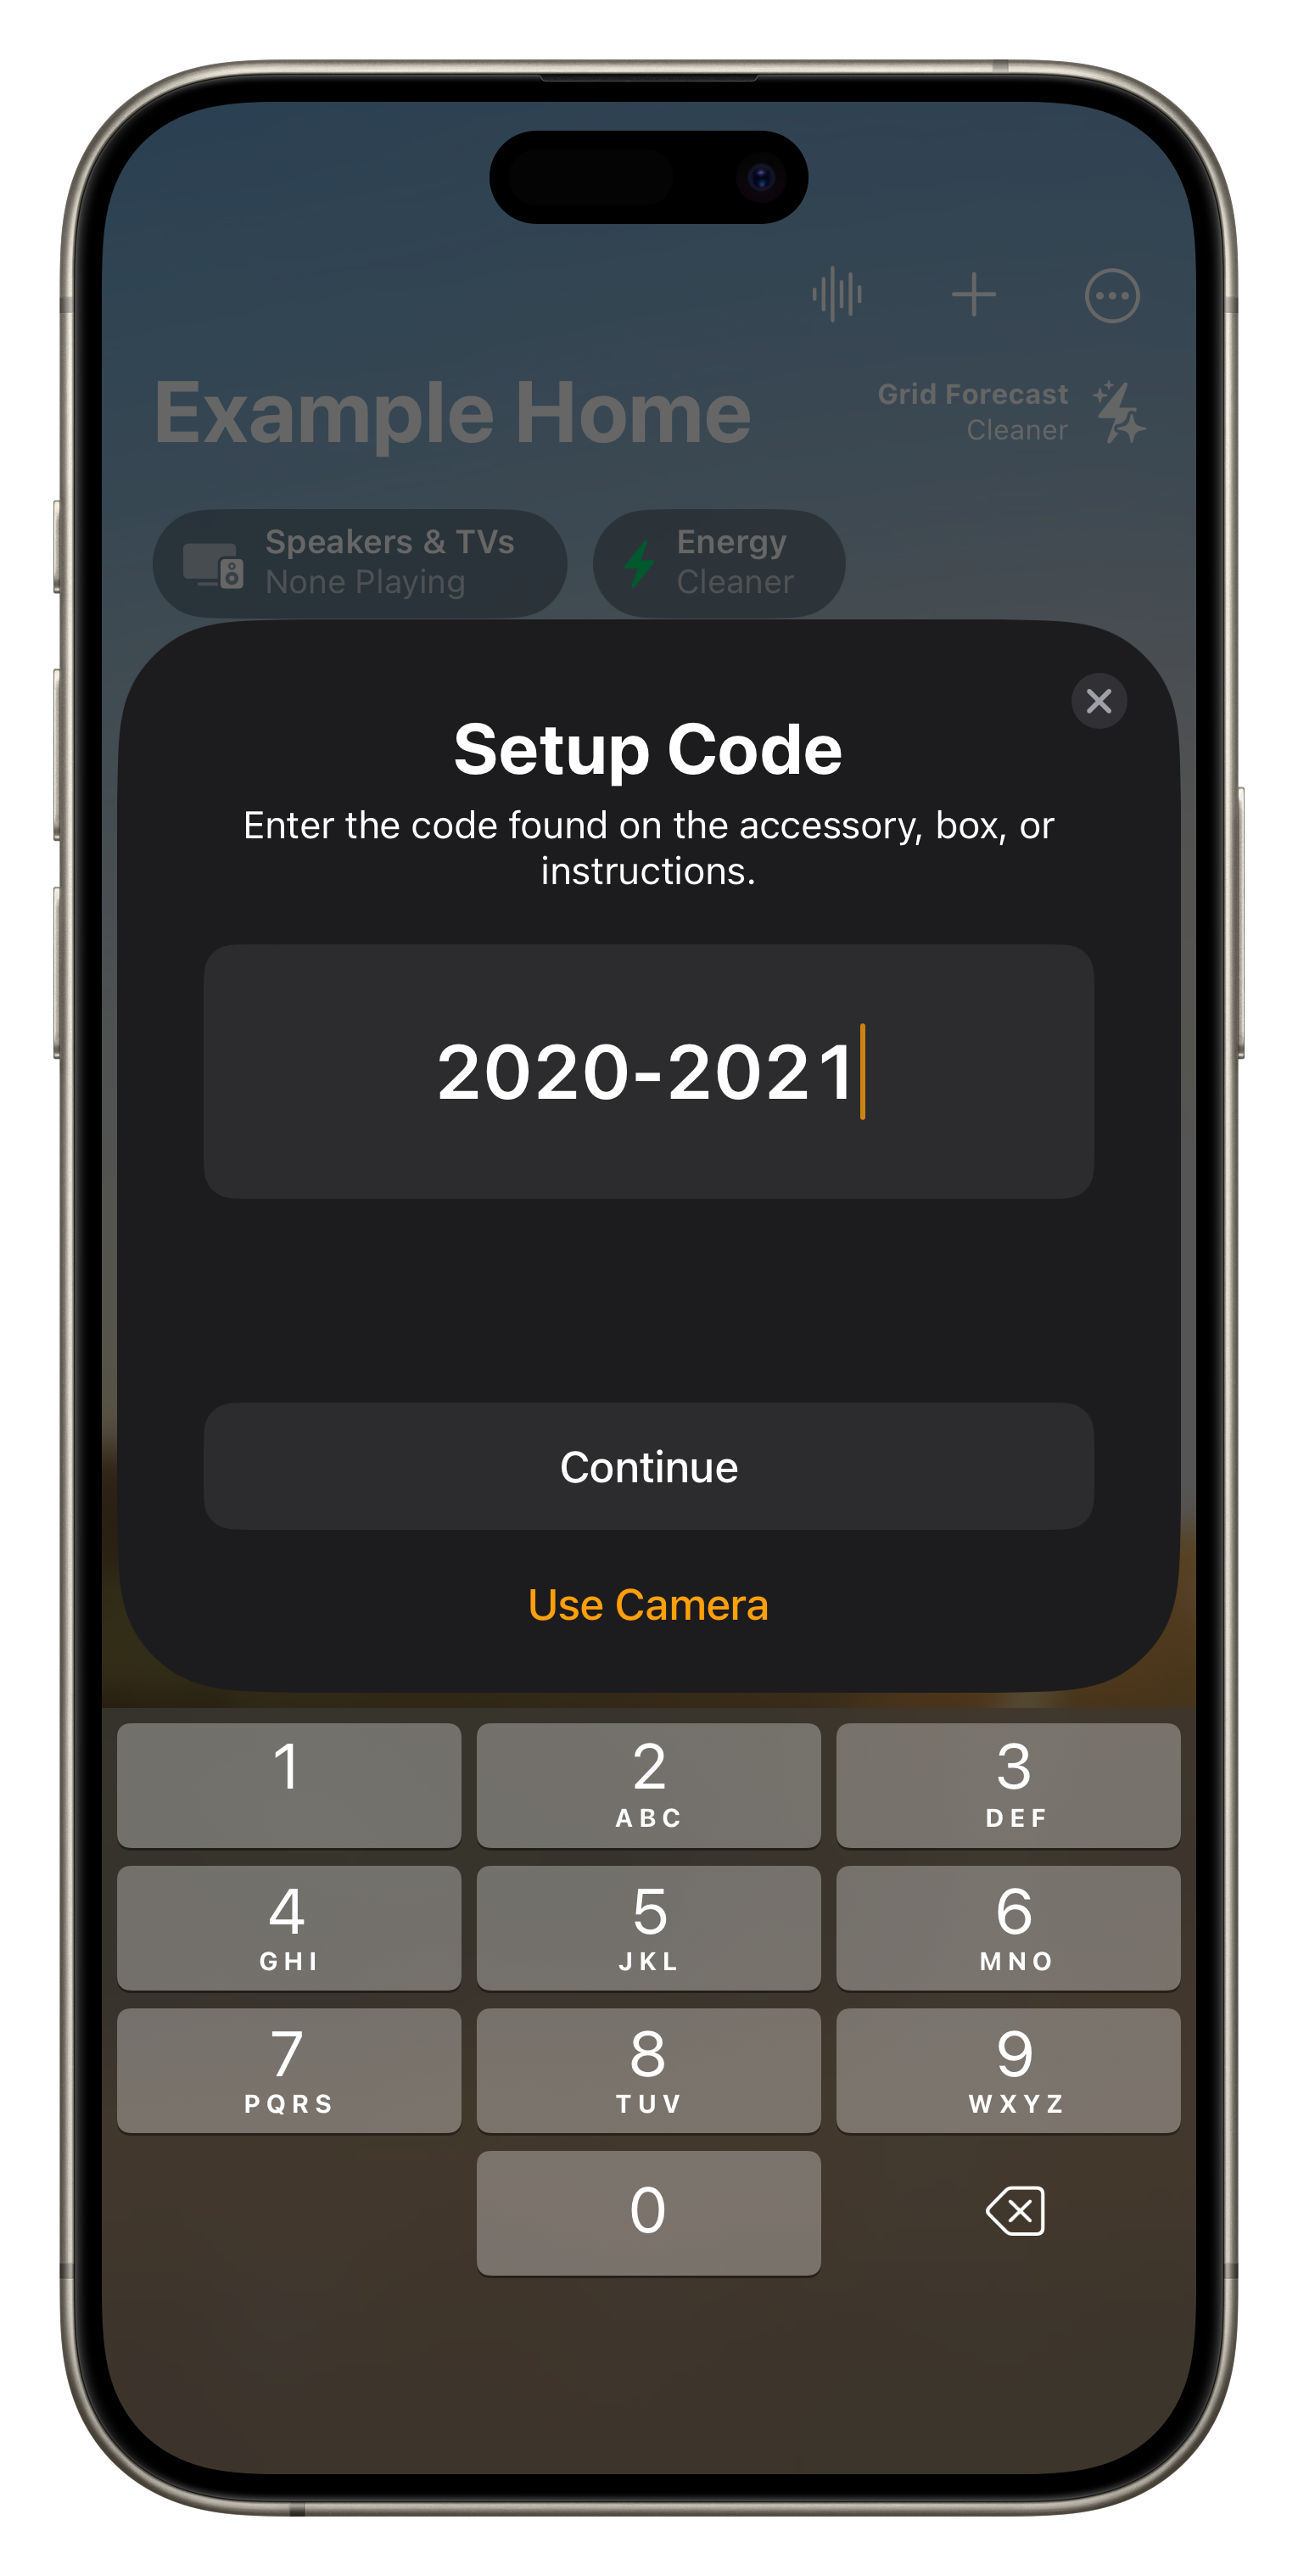 Example Home
Grid Forecast
Cleaner
Speakers & TVs
None Playing
Energy
Cleaner
Setup Code
Enter the code found on the accessory, box, or
instructions.
2020-2021
Continue
Use Camera
1
2
ABC
3
DEF
4
GHI
5
JKL
6
MNO
7
PQRS
8
TUV
9
WXYZ
0